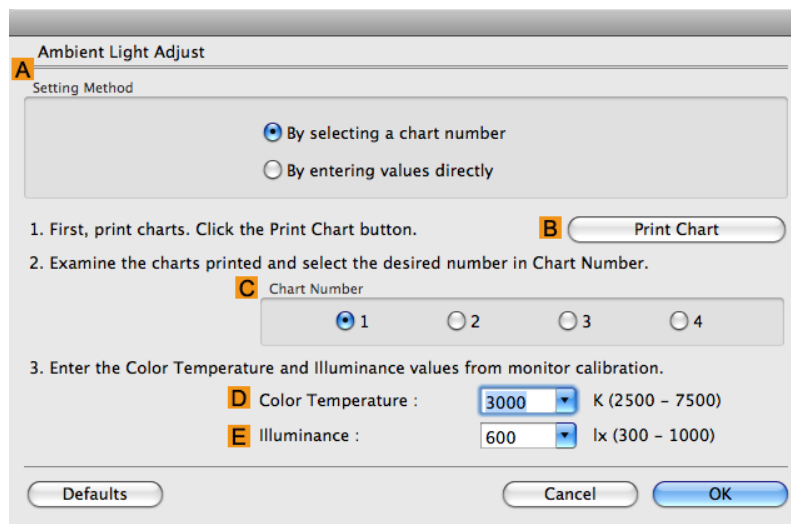 Ambient Light Adjust
A
Setting Method
By selecting a chart number
By entering values directly
1. First, print charts. Click the Print Chart button.
B
Print Chart
2. Examine the charts printed and select the desired number in Chart Number.
C
Chart Number
1 2 3 4
3. Enter the Color Temperature and Illuminance values from monitor calibration.
D Color Temperature : 3000 K (2500 – 7500)
E Illuminance : 600 lx (300 – 1000)
Defaults Cancel OK